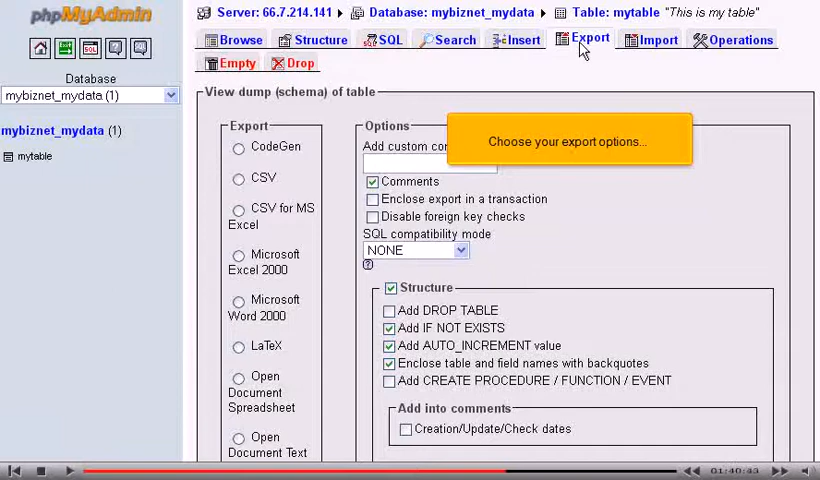 phpMyAdmin
Server: 66.7.214.141 ▸ Database: mybiznet_mydata ▸ Table: mytable "This is my table"
Browse Structure SQL Search Insert Export Import Operations
Empty Drop
SQL
Database
mybiznet_mydata (1)
mybiznet_mydata (1)
mytable
View dump (schema) of table
Export
CodeGen
CSV
CSV for MS
Excel
Microsoft
Excel 2000
Microsoft
Word 2000
LaTeX
Open
Document
Spreadsheet
Open
Document Text
Options
Add custom co
Choose your export options...
Comments
Enclose export in a transaction
Disable foreign key checks
SQL compatibility mode
NONE
Structure
Add DROP TABLE
Add IF NOT EXISTS
Add AUTO_INCREMENT value
Enclose table and field names with backquotes
Add CREATE PROCEDURE / FUNCTION / EVENT
Add into comments
Creation/Update/Check dates
01:40:43